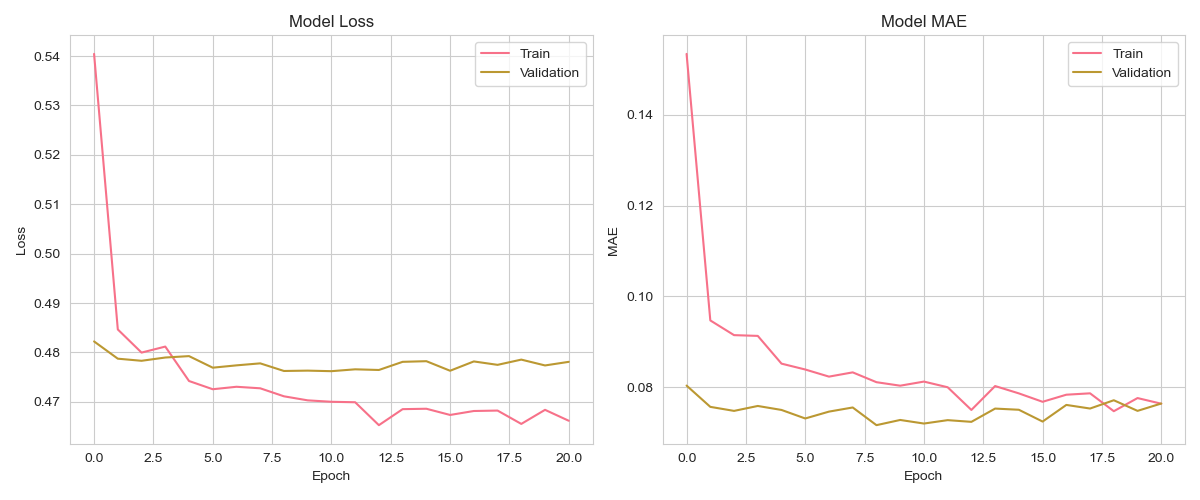 Model Loss
Train
Validation
0.54
0.53
0.52
0.51
0.50
0.49
0.48
0.47
Loss
0.0 2.5 5.0 7.5 10.0 12.5 15.0 17.5 20.0
Epoch
Model MAE
Train
Validation
0.14
0.12
0.10
0.08
MAE
0.0 2.5 5.0 7.5 10.0 12.5 15.0 17.5 20.0
Epoch